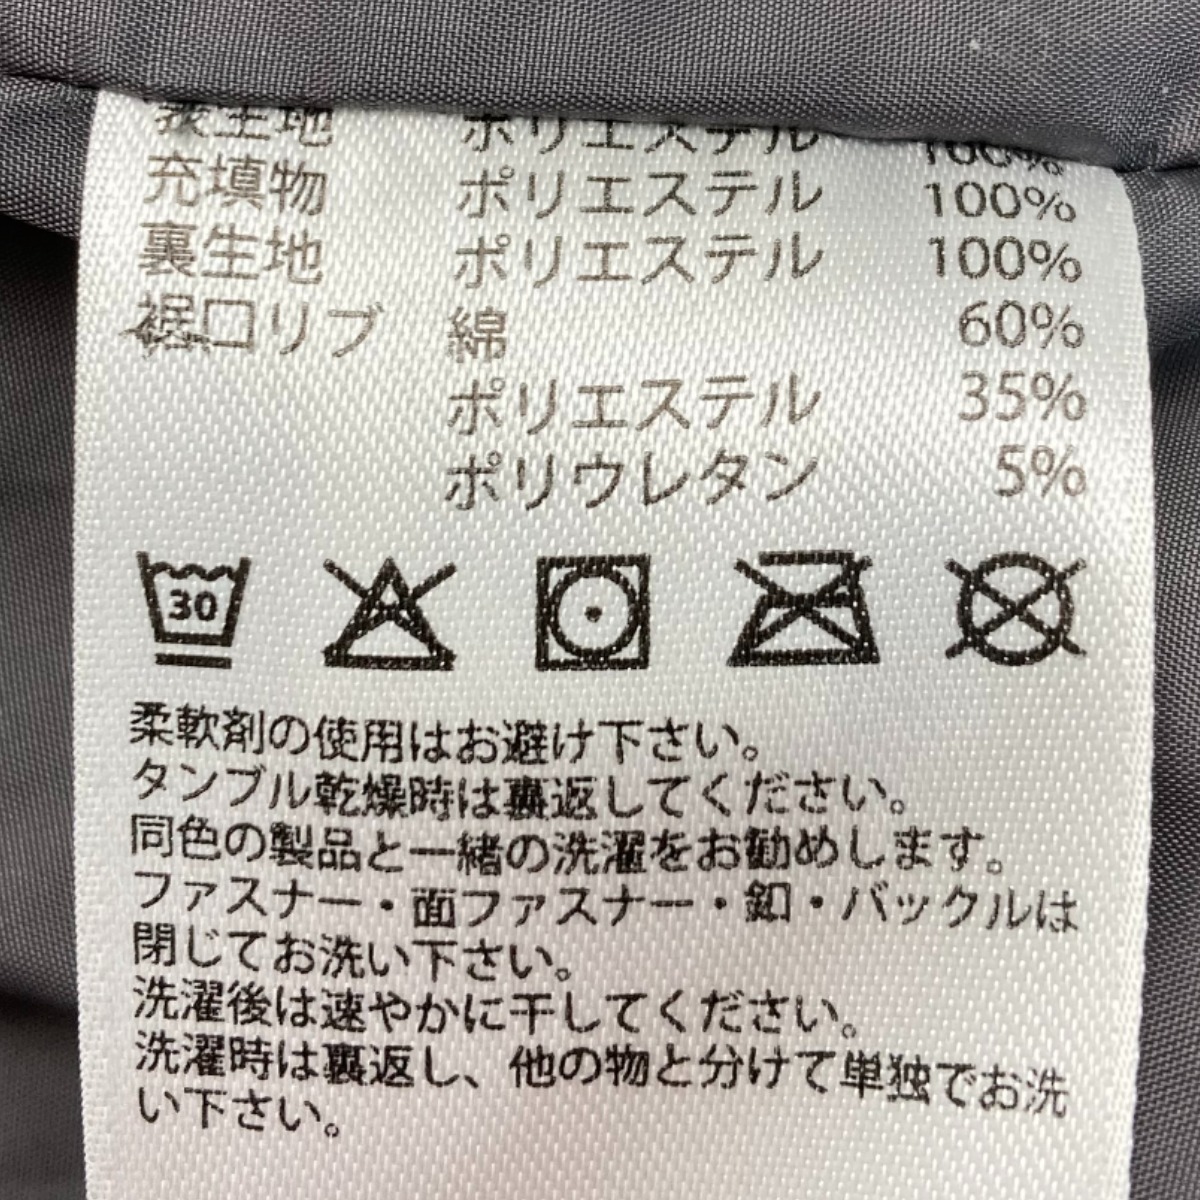 表生地 ポリエステル 100%
充填物 ポリエステル 100%
裏生地 ポリエステル 100%
裾口リブ 綿 60%
ポリエステル 35%
ポリウレタン 5%
30
柔軟剤の使用はお避け下さい。
タンブル乾燥時は裏返してください。
同色の製品と一緒の洗濯をお勧めします。
ファスナー・面ファスナー・釦・バックルは
閉じてお洗い下さい。
洗濯後は速やかに干してください。
洗濯時は裏返し、他の物と分けて単独でお洗
い下さい。